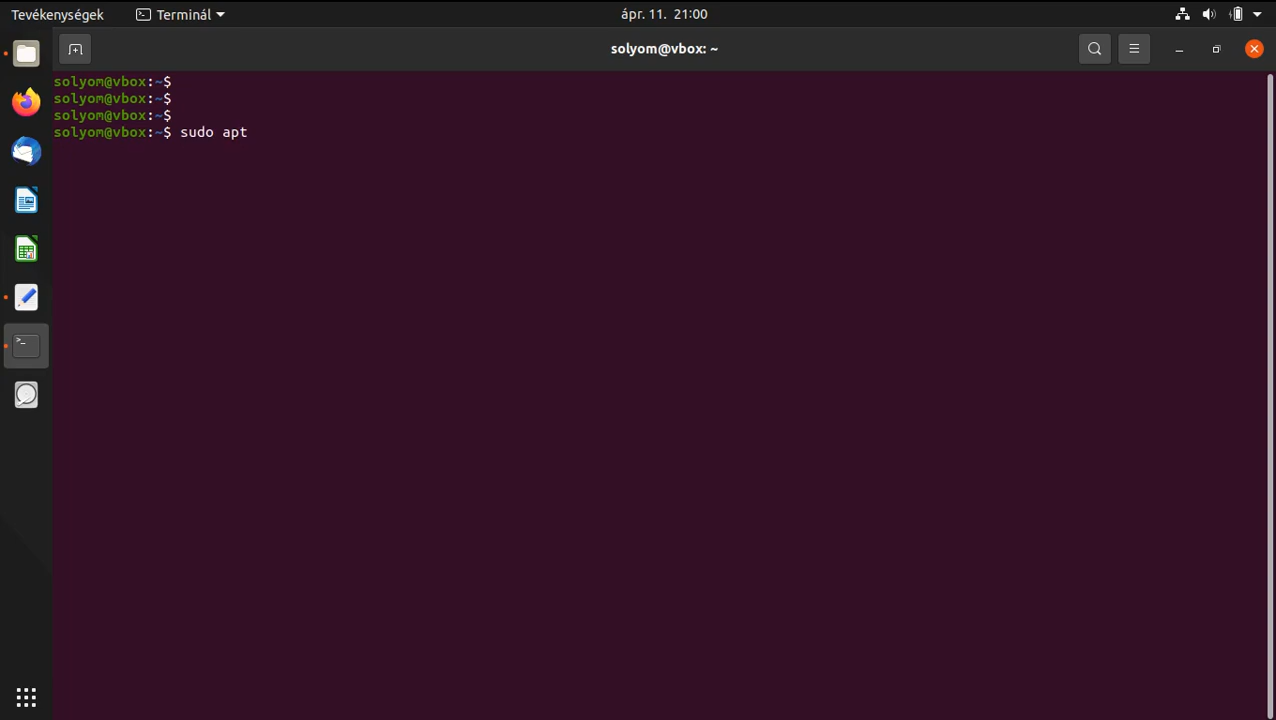 Tevékenységek
Terminál
ápr. 11. 21:00
solyom@vbox: ~
solyom@vbox:~$
solyom@vbox:~$
solyom@vbox:~$
solyom@vbox:~$ sudo apt